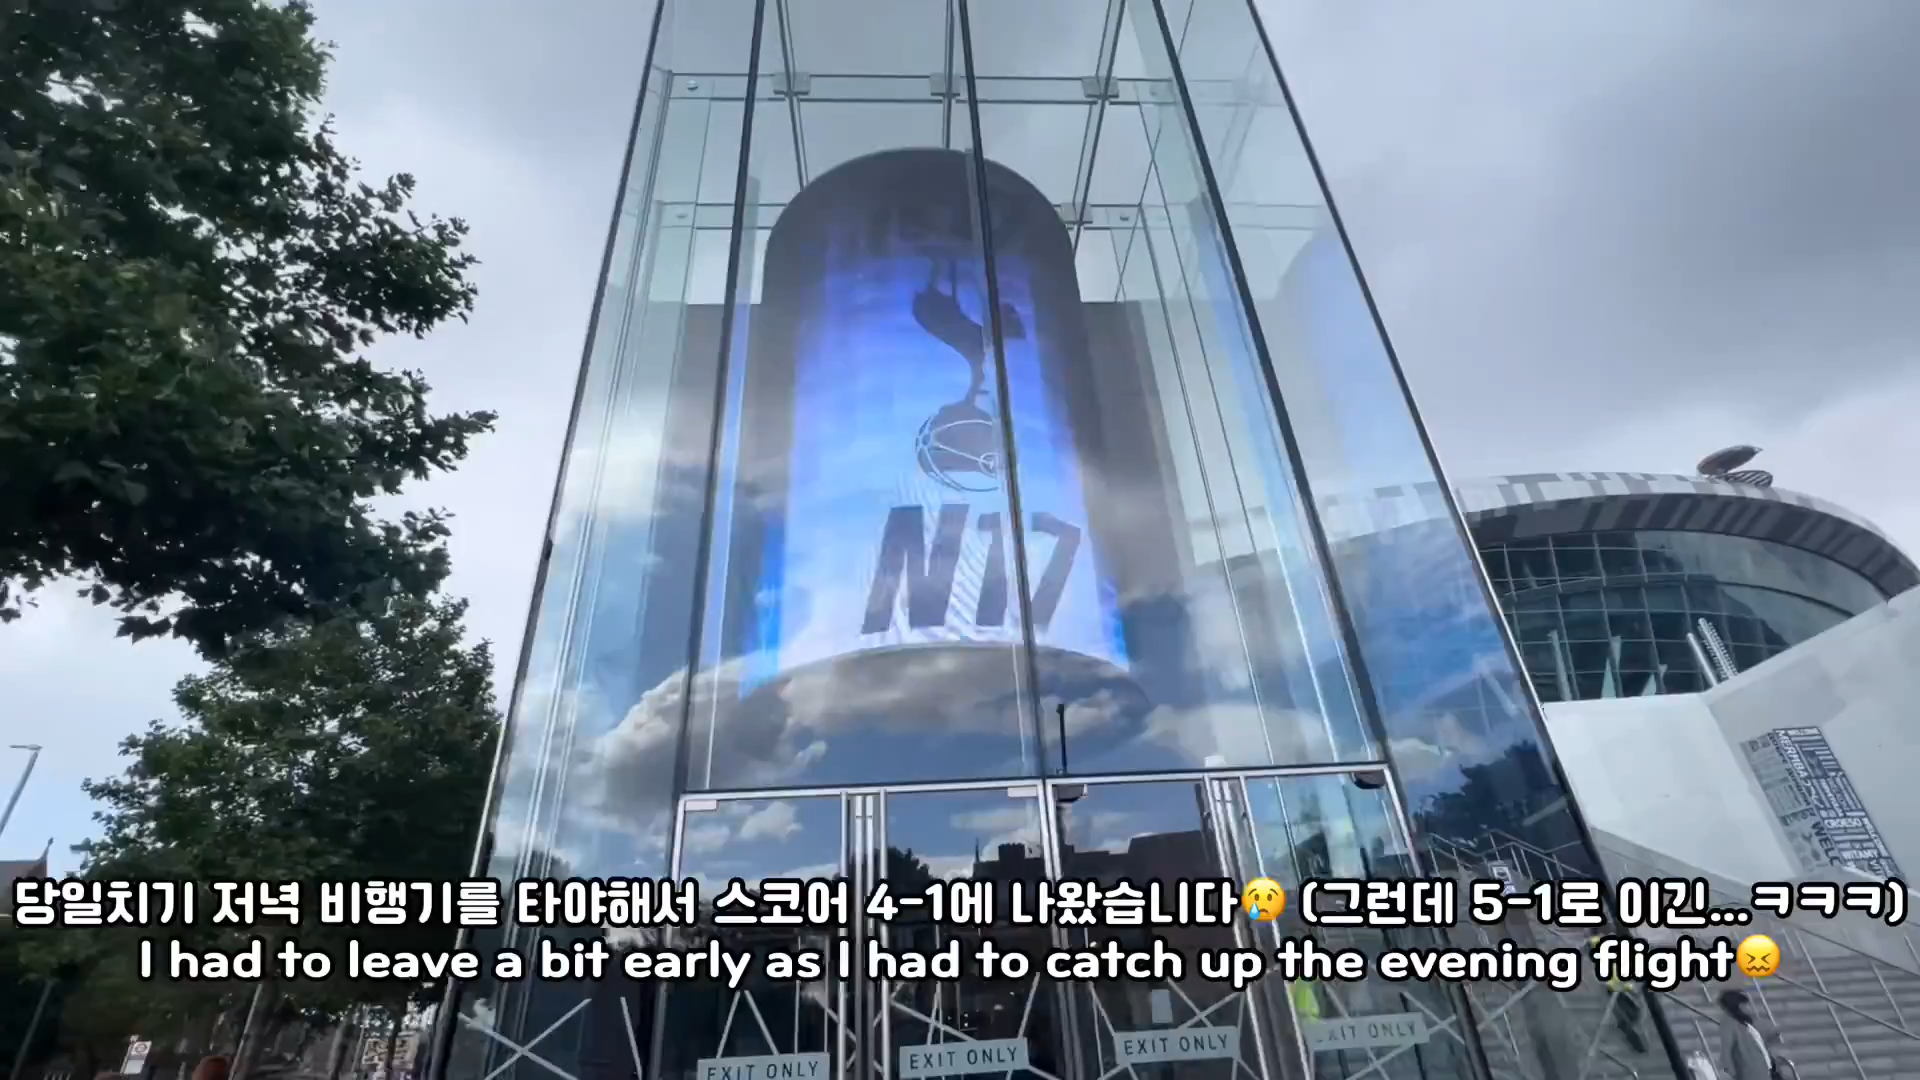 N17
당일치기 저녁 비행기를 타야해서 스코어 4-1에 나왔습니다😢 (그런데 5-1로 이긴...ㅋㅋㅋ)
I had to leave a bit early as I had to catch up the evening flight😖
EXIT ONLY
EXIT ONLY
EXIT ONLY
EXIT ONLY